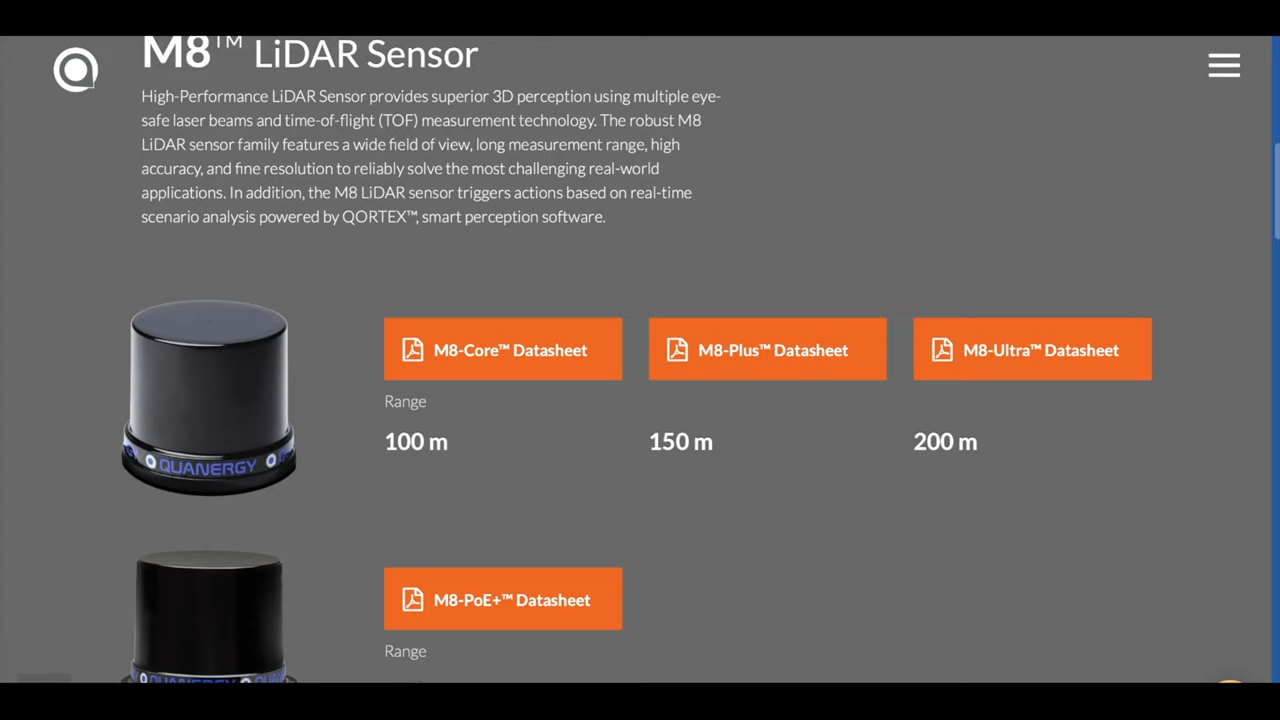 M8™ LiDAR Sensor
High-Performance LiDAR Sensor provides superior 3D perception using multiple eye-
safe laser beams and time-of-flight (TOF) measurement technology. The robust M8
LiDAR sensor family features a wide field of view, long measurement range, high
accuracy, and fine resolution to reliably solve the most challenging real-world
applications. In addition, the M8 LiDAR sensor triggers actions based on real-time
scenario analysis powered by QORTEX™, smart perception software.
M8-Core™ Datasheet
M8-Plus™ Datasheet
M8-Ultra™ Datasheet
Range
100 m
150 m
200 m
QUANERGY
M8-PoE+™ Datasheet
Range
QUANERGY